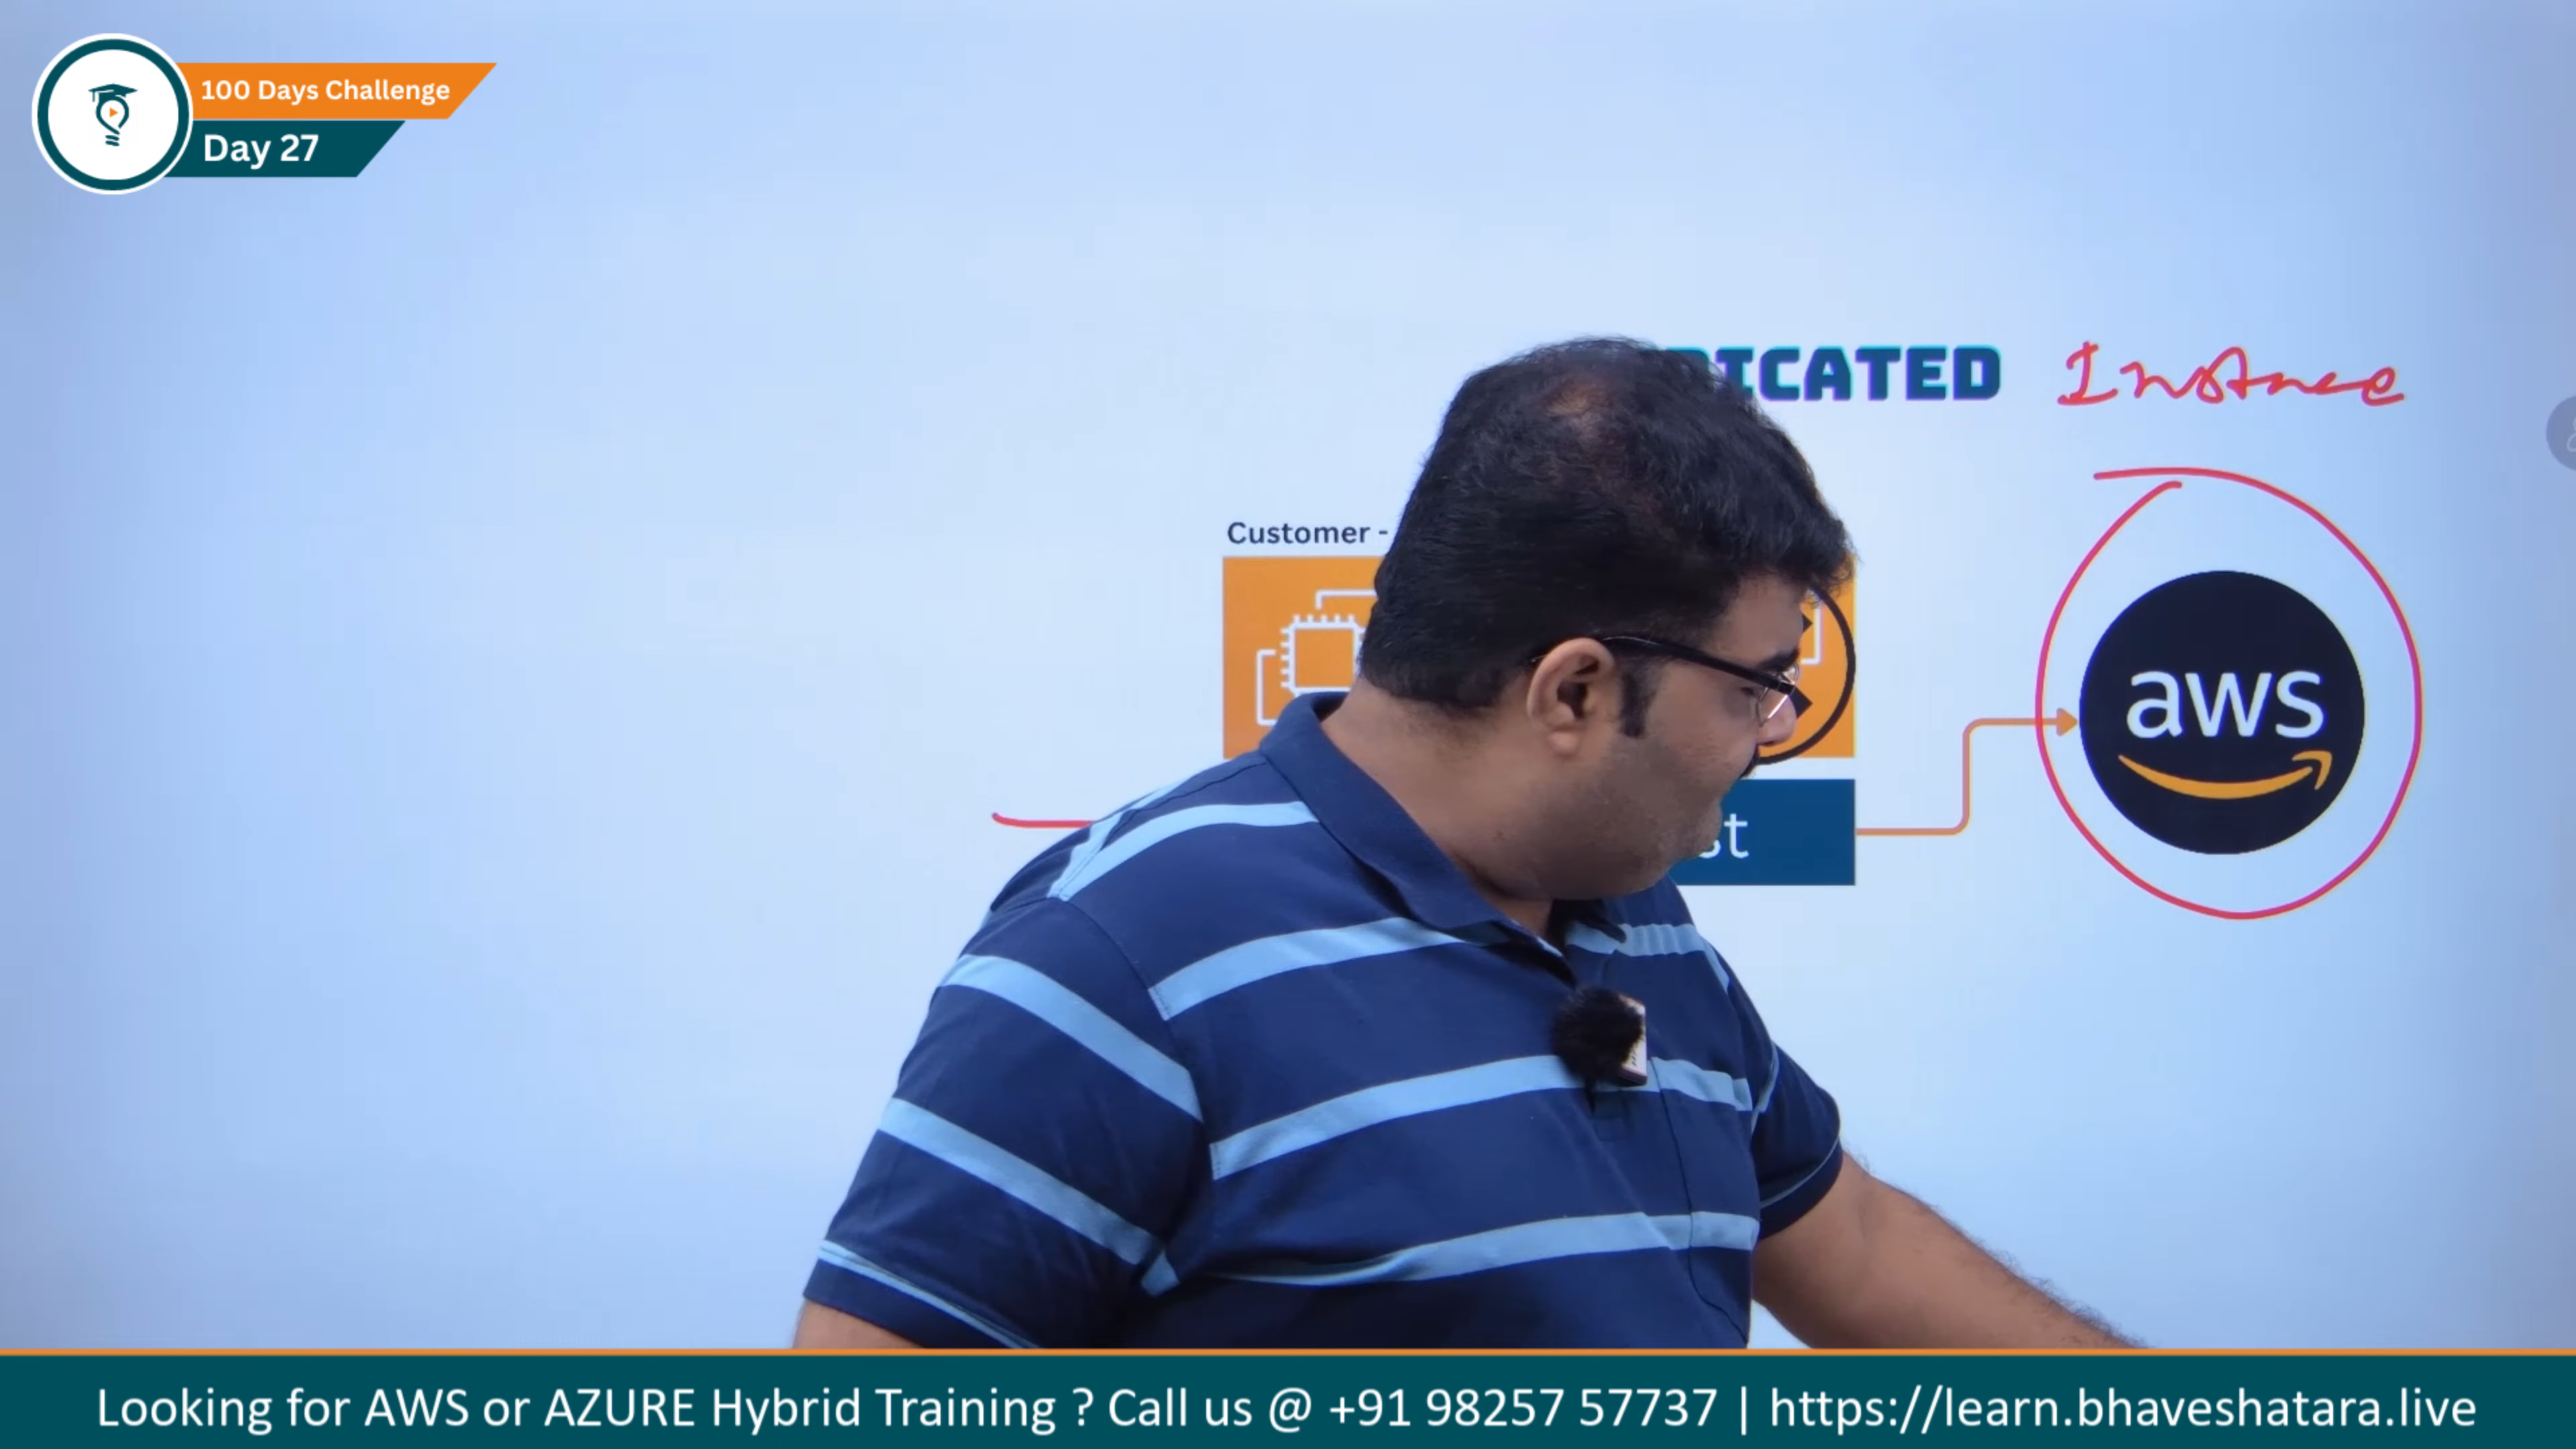 100 Days Challenge
Day 27
ICATED Instance
Customer -
st
aws
Looking for AWS or AZURE Hybrid Training ? Call us @ +91 98257 57737 | https://learn.bhaveshatara.live